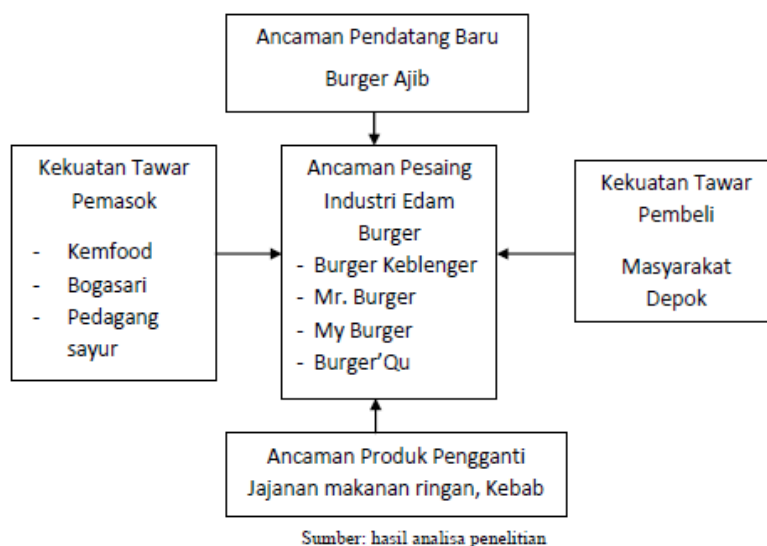 Ancaman Pendatang Baru
Burger Ajib
Kekuatan Tawar
Pemasok
- Kemfood
- Bogasari
- Pedagang
sayur
Ancaman Pesaing
Industri Edam
Burger
- Burger Keblenger
- Mr. Burger
- My Burger
- Burger'Qu
Kekuatan Tawar
Pembeli
Masyarakat
Depok
Ancaman Produk Pengganti
Jajanan makanan ringan, Kebab
Sumber: hasil analisa penelitian